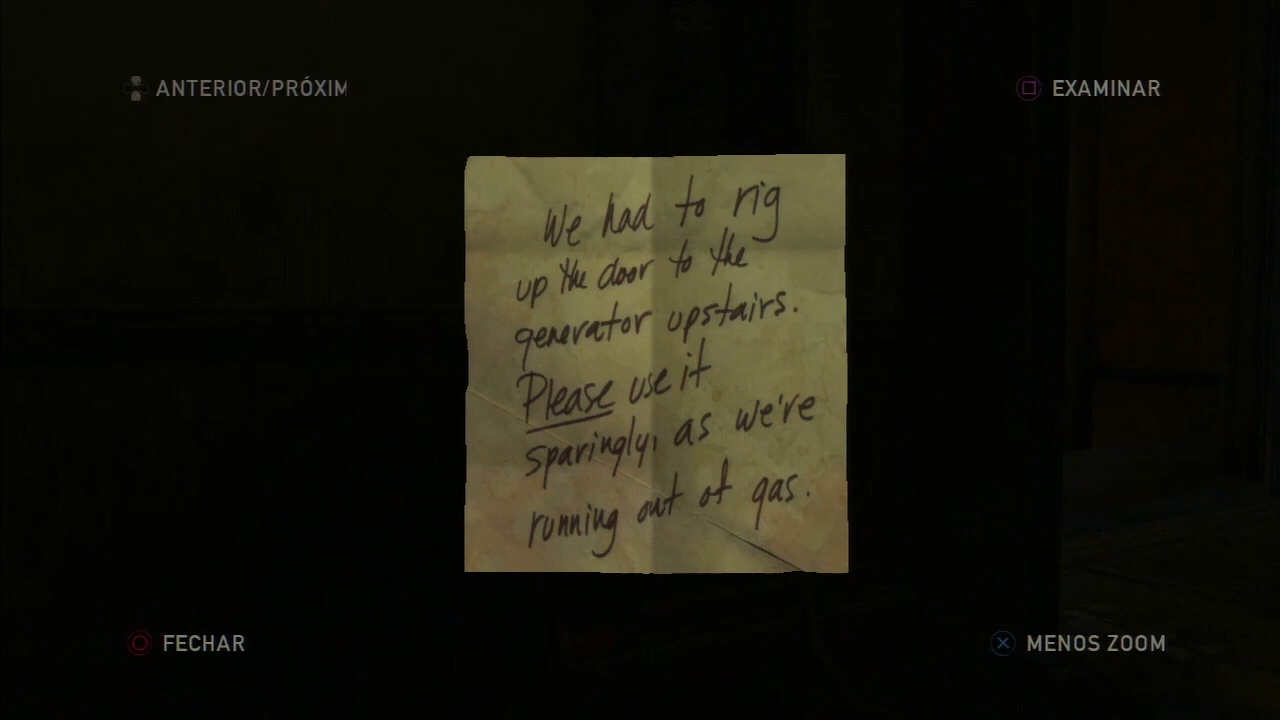 ANTERIOR/PRÓXIM
EXAMINAR
We had to rig
up the door to the
generator upstairs.
Please use it
sparingly, as we're
running out of gas.
FECHAR
MENOS ZOOM